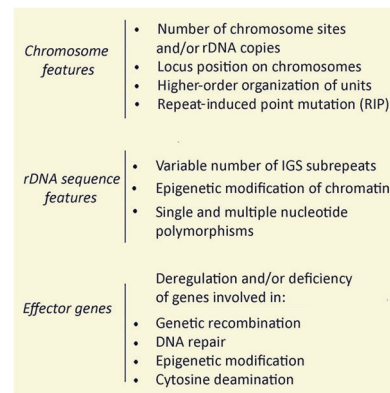 Chromosome
features
• Number of chromosome sites
and/or rDNA copies
• Locus position on chromosomes
• Higher-order organization of units
• Repeat-induced point mutation (RIP)
rDNA sequence
features
• Variable number of IGS subrepeats
• Epigenetic modification of chromatin
• Single and multiple nucleotide
polymorphisms
Effector genes
Deregulation and/or deficiency
of genes involved in:
• Genetic recombination
• DNA repair
• Epigenetic modification
• Cytosine deamination